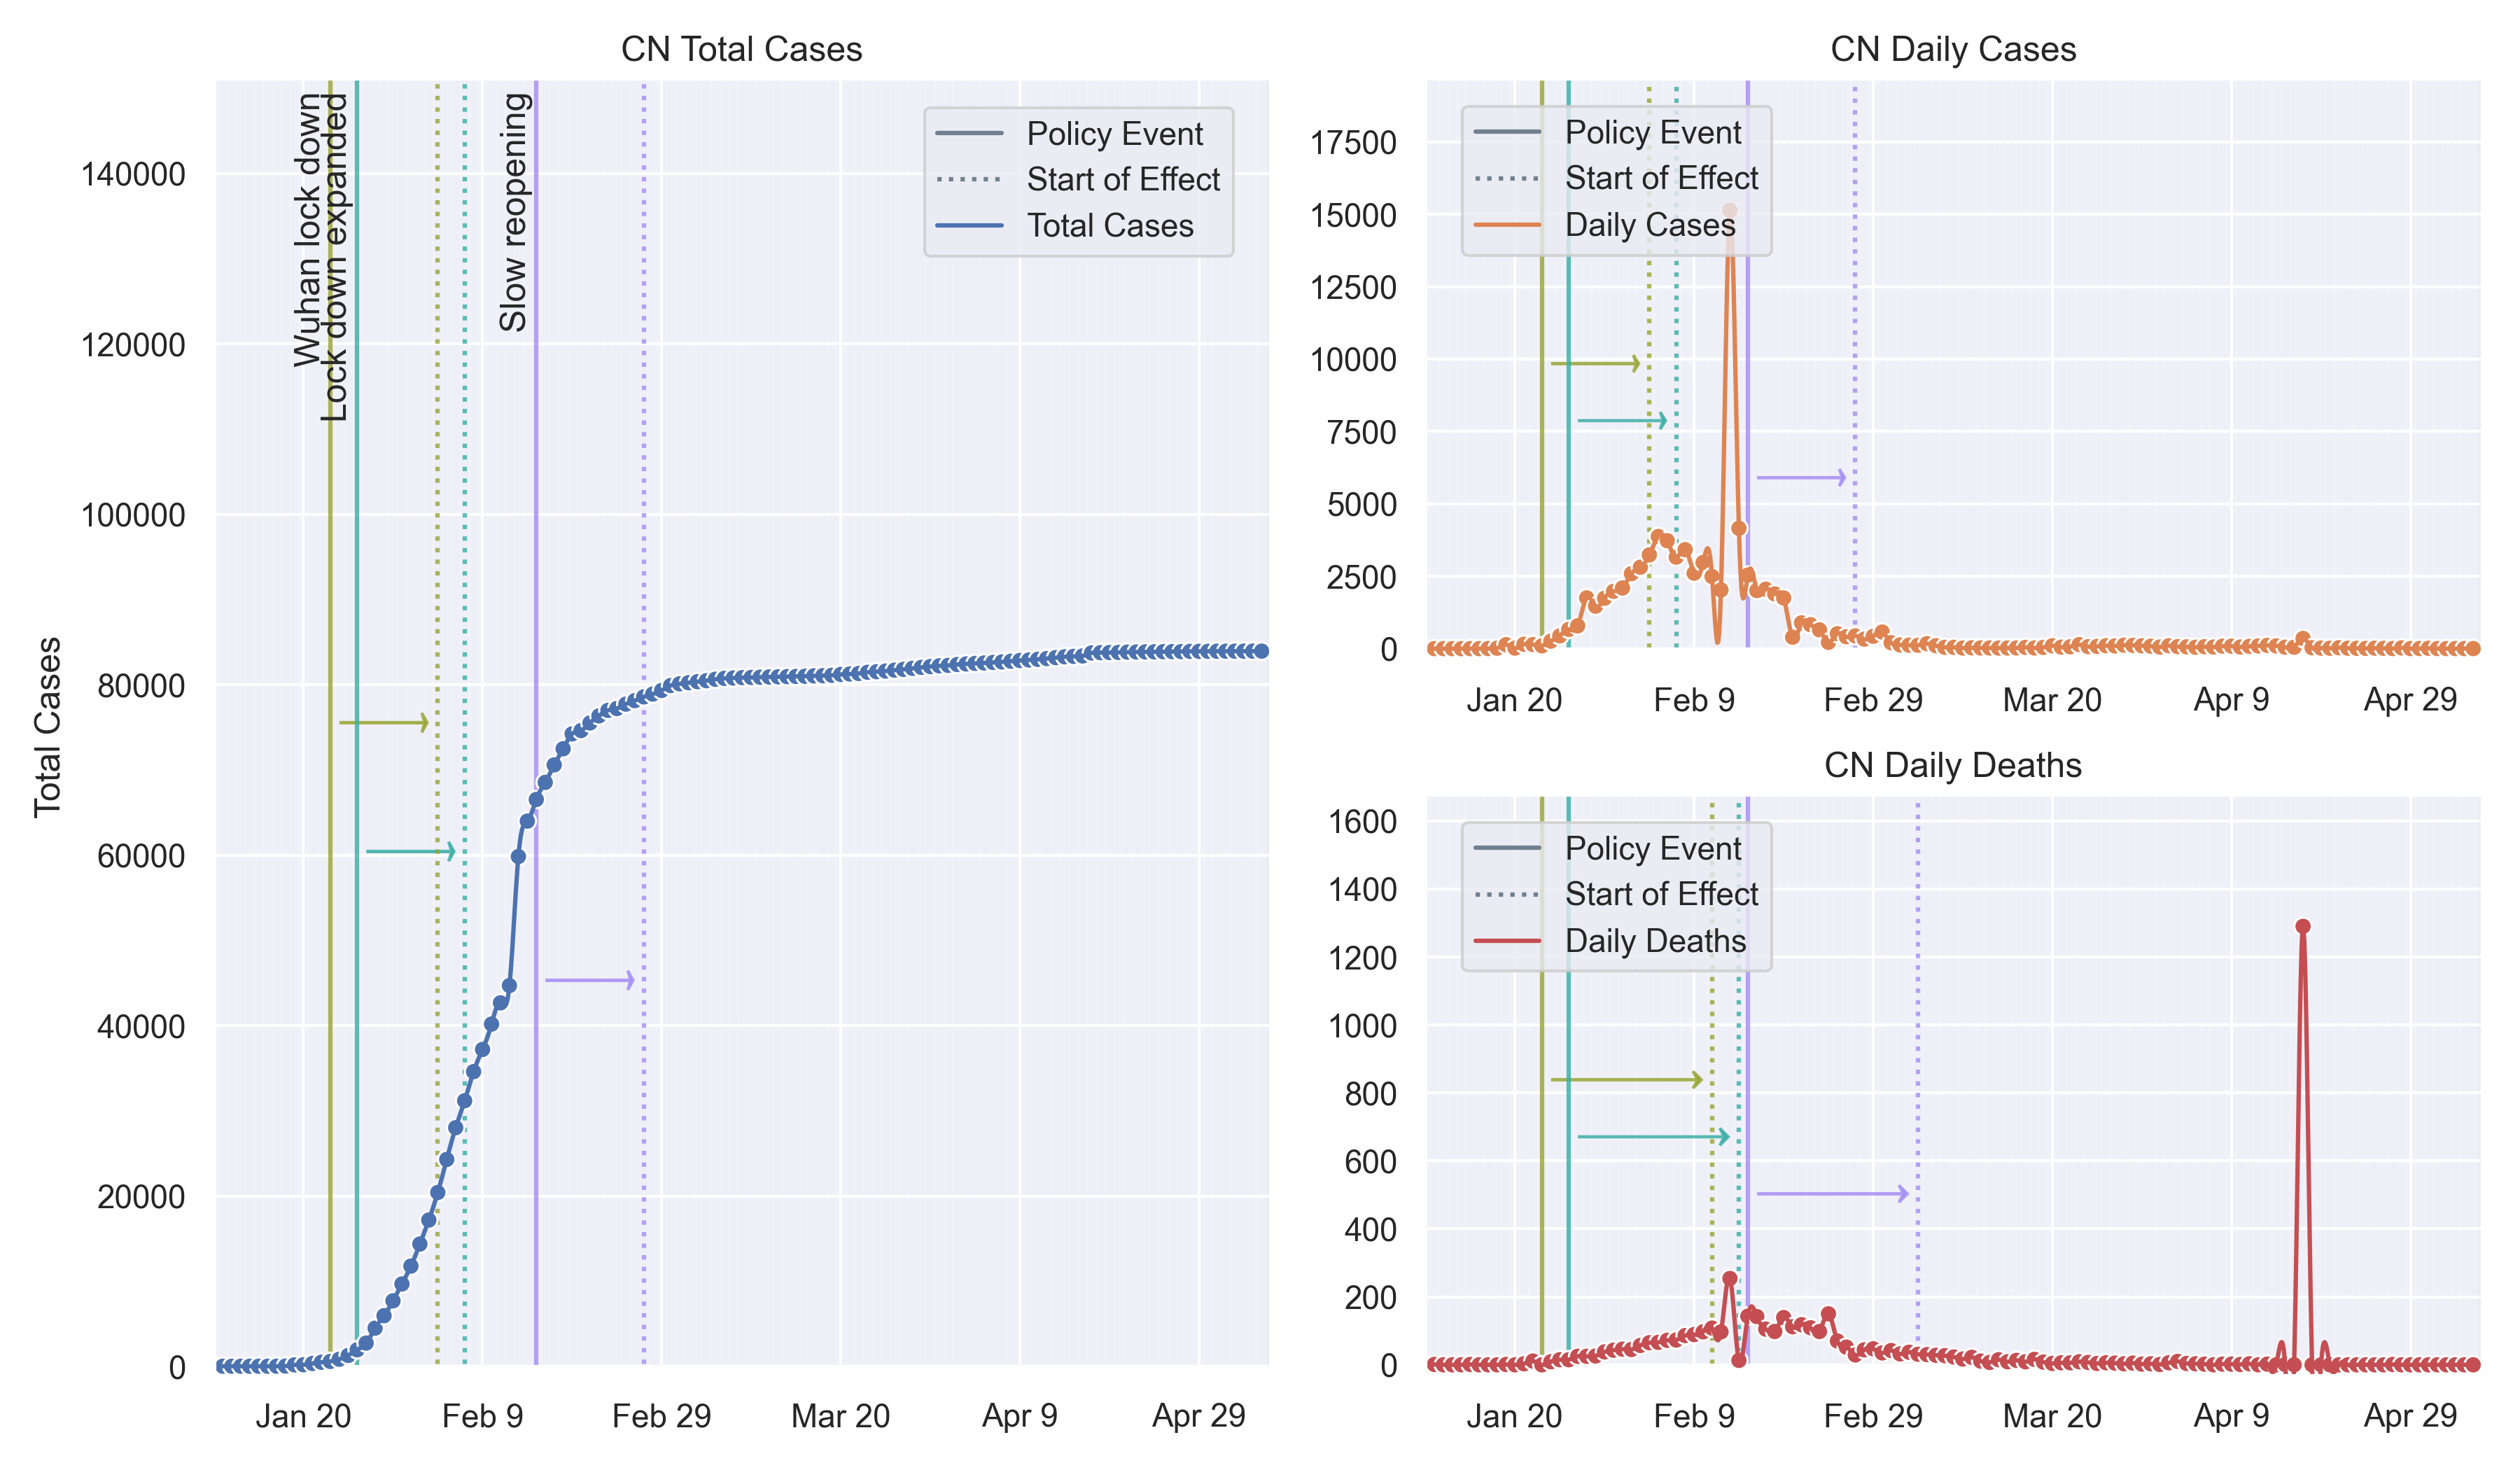 CN Total Cases
Wuhan lock down
Lock down expanded
Slow reopening
Policy Event
Start of Effect
Total Cases
Total Cases
140000
120000
100000
80000
60000
40000
20000
0
Jan 20 Feb 9 Feb 29 Mar 20 Apr 9 Apr 29
CN Daily Cases
Policy Event
Start of Effect
Daily Cases
17500
15000
12500
10000
7500
5000
2500
0
Jan 20 Feb 9 Feb 29 Mar 20 Apr 9 Apr 29
CN Daily Deaths
Policy Event
Start of Effect
Daily Deaths
1600
1400
1200
1000
800
600
400
200
0
Jan 20 Feb 9 Feb 29 Mar 20 Apr 9 Apr 29